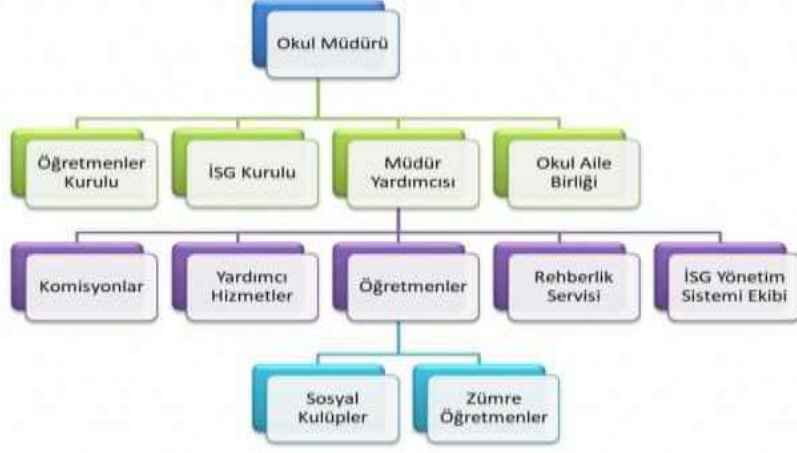 Okul Müdürü
Öğretmenler
Kurulu
İSG Kurulu
Müdür
Yardımcısı
Okul Aile
Birliği
Komisyonlar
Yardımcı
Hizmetler
Öğretmenler
Rehberlik
Servisi
İSG Yönetim
Sistemi Ekibi
Sosyal
Kulüpler
Zümre
Öğretmenler